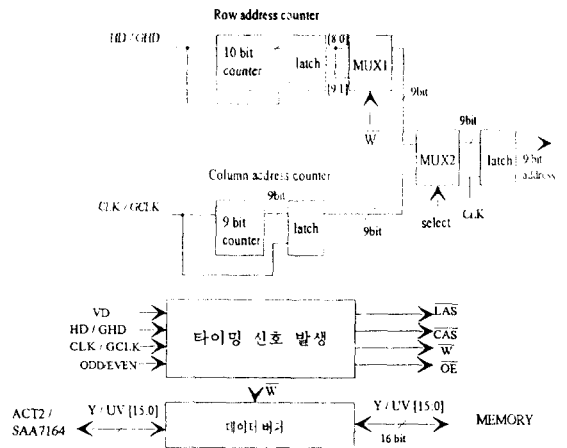 Row address counter
HD / GHD
10 bit
counter
latch
[8:0]
[9:1]
MUX1
9bit
W
9bit
MUX2
latch
9 bit
address
select
CLK
Column address counter
9bit
CLK / GCLK
9 bit
counter
latch
9bit
VD
HD / GHD
CLK / GCLK
ODD/EVEN
타이밍 신호 발생
LAS
CAS
W
OE
W
ACT2 /
SAA7164
Y / UV [15:0]
데이타 버퍼
Y / UV [15:0]
16 bit
MEMORY